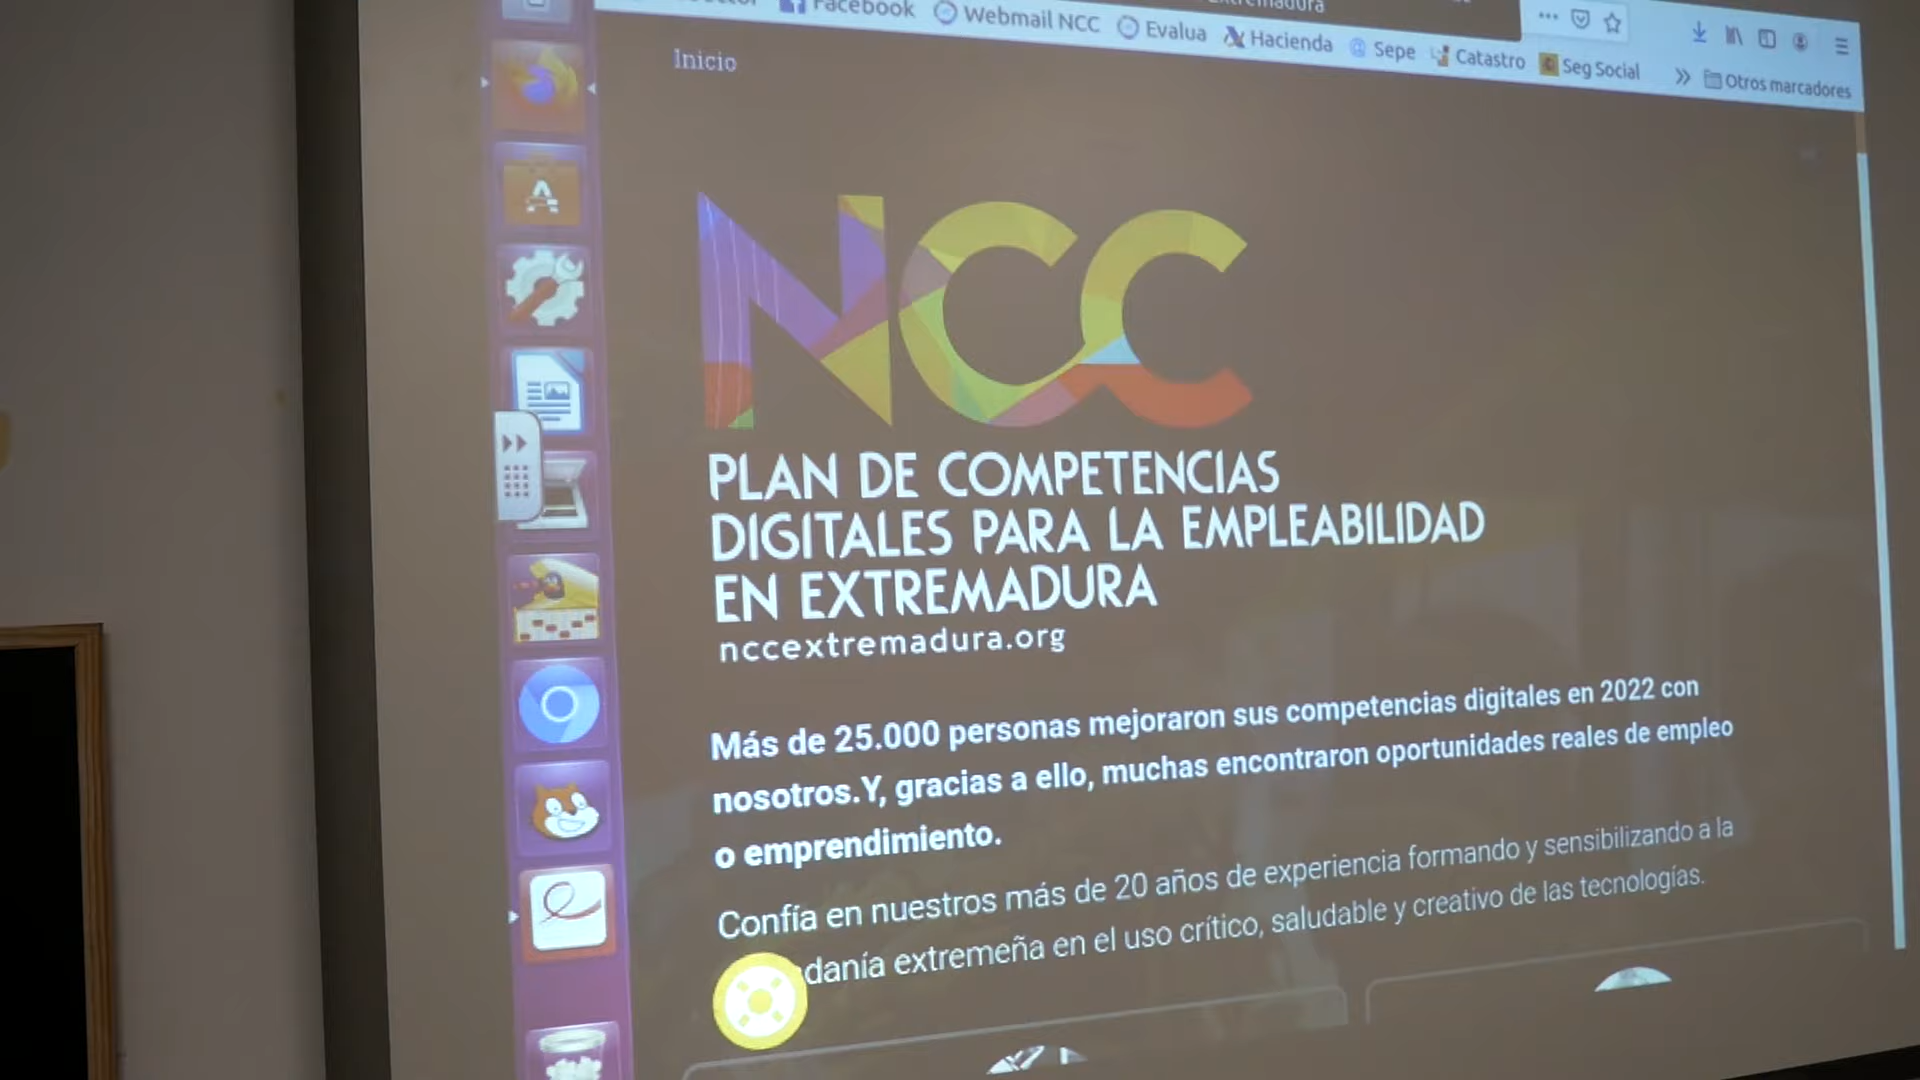 Facebook
Webmail NCC
Evalua
Hacienda
Sepe
Catastro
Seg Social
Otros marcadores
Inicio
NCC
PLAN DE COMPETENCIAS
DIGITALES PARA LA EMPLEABILIDAD
EN EXTREMADURA
nccextremadura.org
Más de 25.000 personas mejoraron sus competencias digitales en 2022 con
nosotros.Y, gracias a ello, muchas encontraron oportunidades reales de empleo
o emprendimiento.
Confía en nuestros más de 20 años de experiencia formando y sensibilizando a la
danía extremeña en el uso crítico, saludable y creativo de las tecnologías.